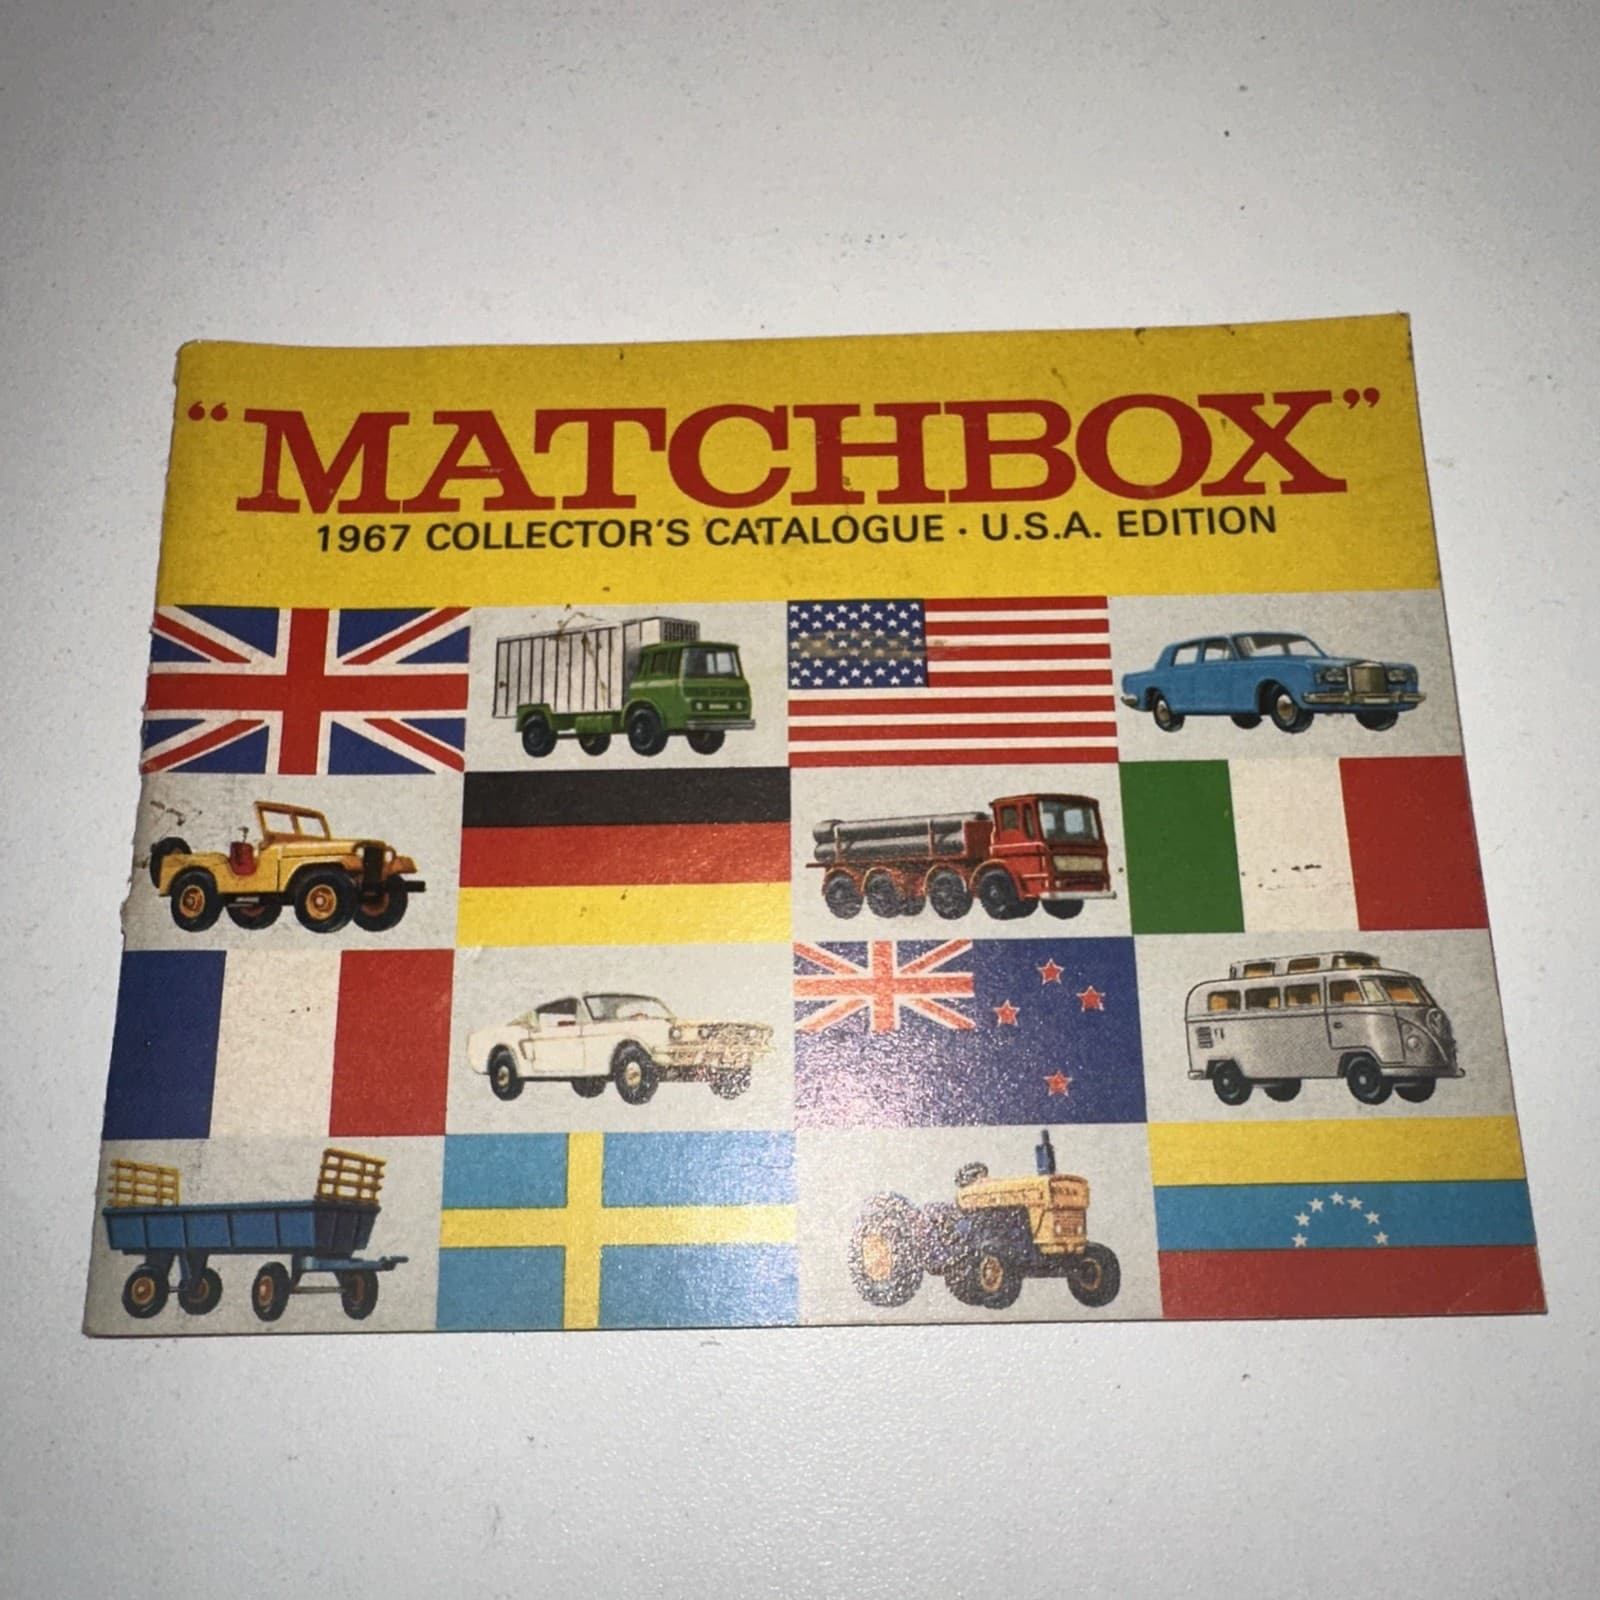 “MATCHBOX”
1967 COLLECTOR'S CATALOGUE · U.S.A. EDITION